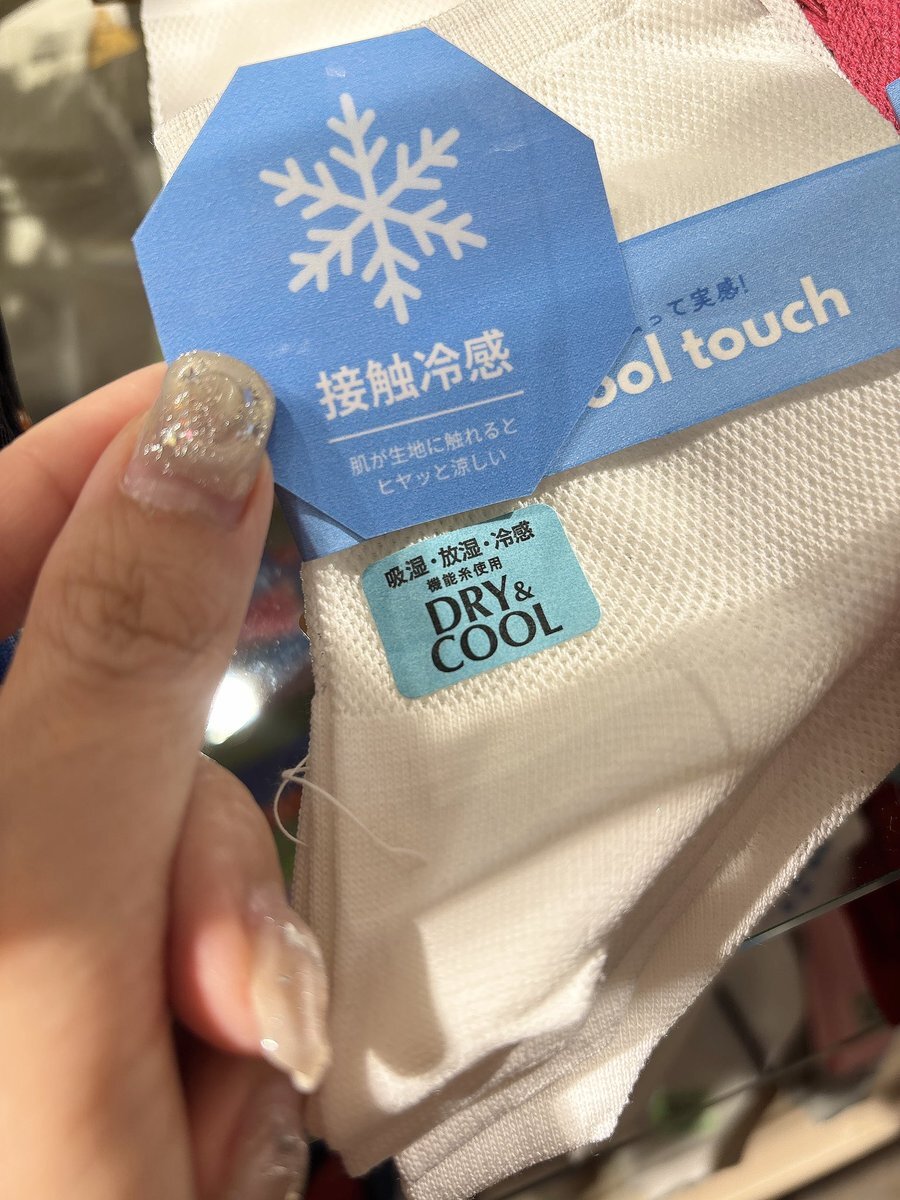 接触冷感
肌が生地に触れると
ヒヤッと涼しい
って実感!
ool touch
吸湿・放湿・冷感
機能糸使用
DRY&
COOL